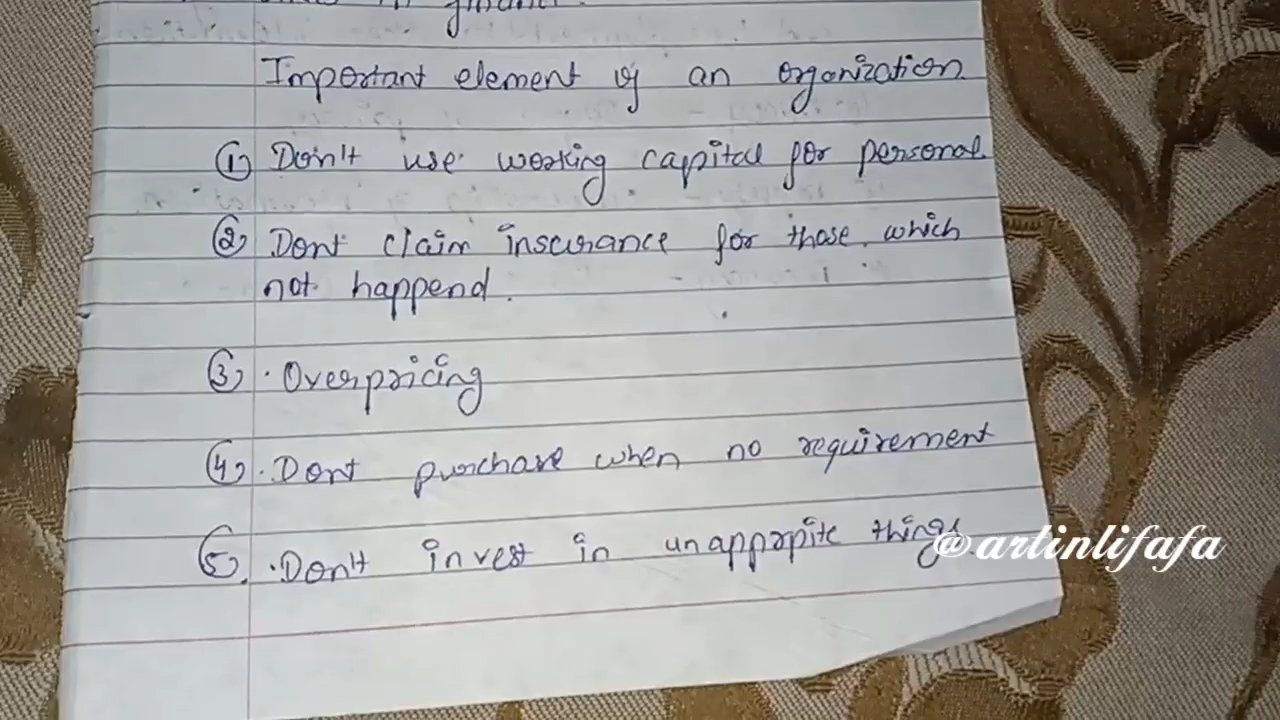 Important element of an organization
① Don't use working capital for personal
② Dont claim insurance for those which
not happend.
③ Overpricing
④ Dont purchase when no requirement
⑤ Don't invest in unappropite things
@artinlifafa